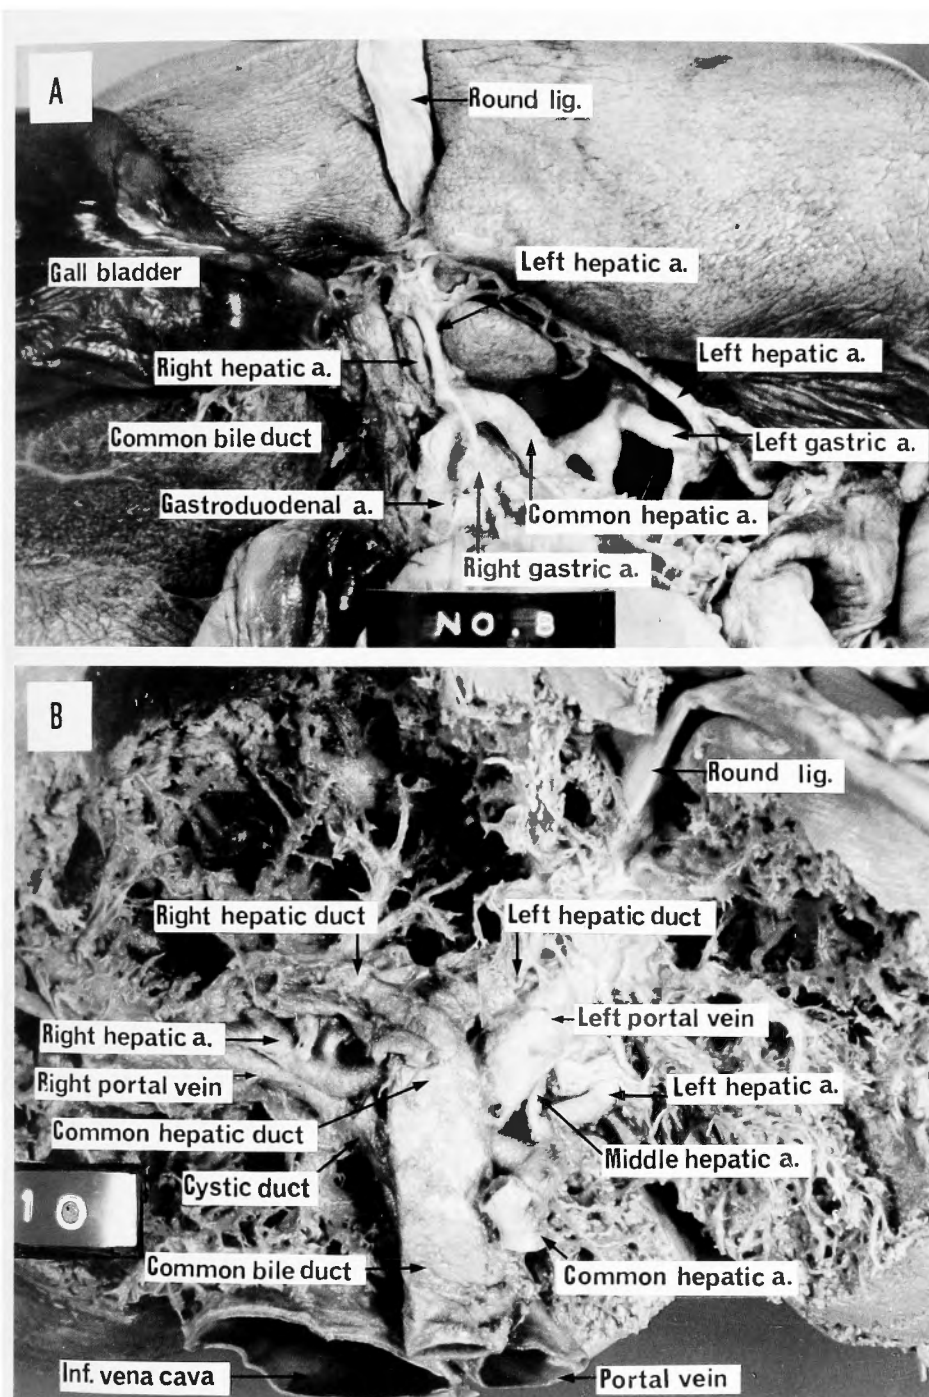 A
Round lig.
Left hepatic a.
Gall bladder
Left hepatic a.
Right hepatic a.
Common bile duct
Left gastric a.
Gastroduodenal a.
Common hepatic a.
Right gastric a.
NO. 8
B
Round lig.
Right hepatic duct
Left hepatic duct
Left portal vein
Right hepatic a.
Right portal vein
Left hepatic a.
Common hepatic duct
Middle hepatic a.
Cystic duct
10
Common bile duct
Common hepatic a.
Inf. vena cava
Portal vein